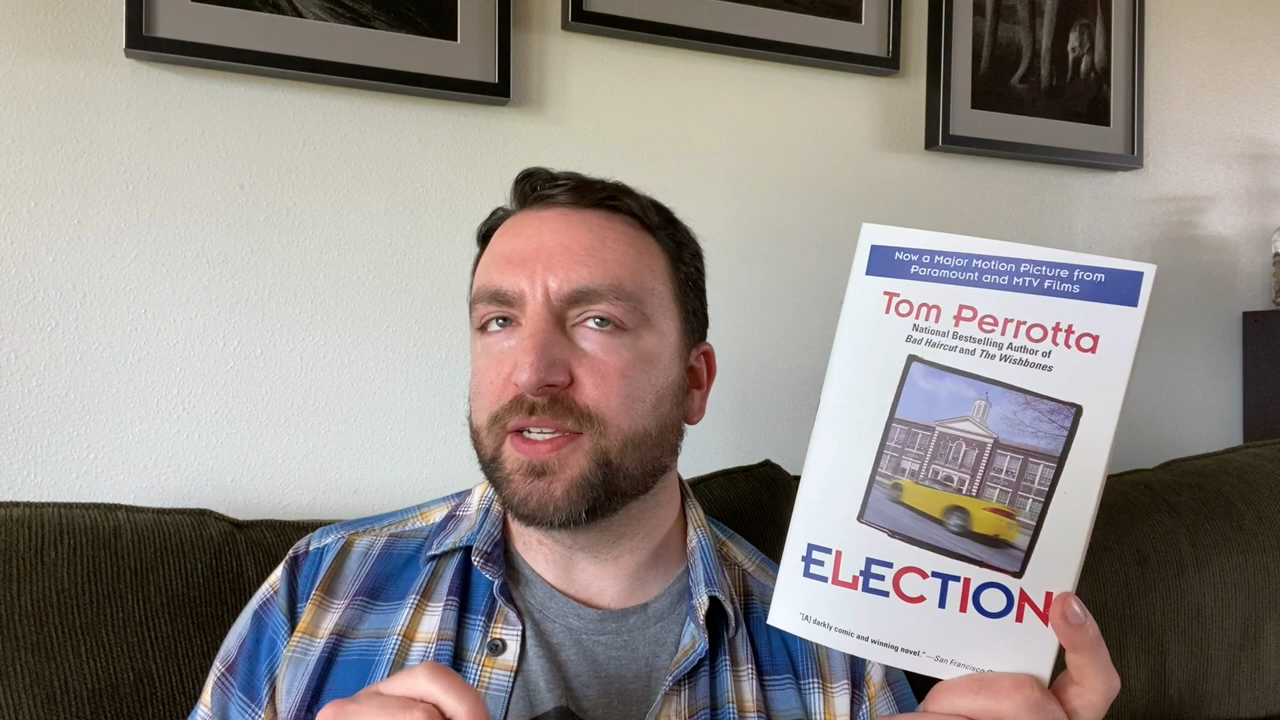 Now a Major Motion Picture from
Paramount and MTV Films
Tom Perrotta
National Bestselling Author of
Bad Haircut and The Wishbones
ELECTION
"[A] darkly comic and winning novel."—San Francisco